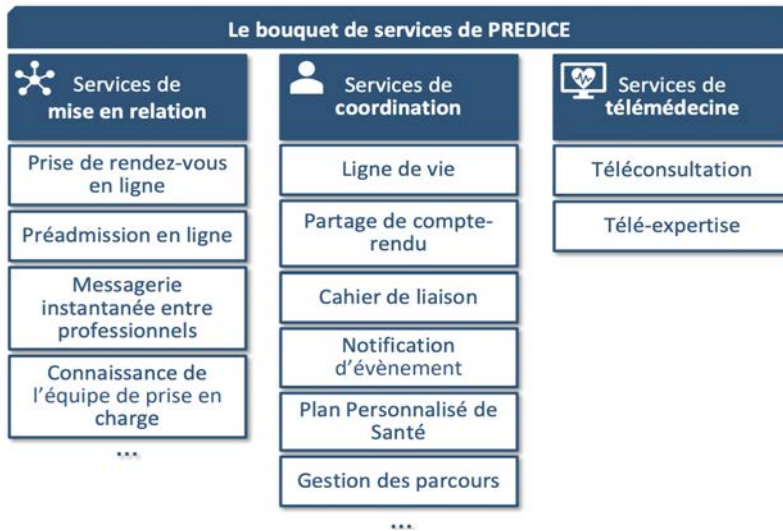 Le bouquet de services de PREDICE
Services de
mise en relation
Prise de rendez-vous
en ligne
Préadmission en ligne
Messagerie
instantanée entre
professionnels
Connaissance de
l'équipe de prise en
charge
...
Services de
coordination
Ligne de vie
Partage de compte-
rendu
Cahier de liaison
Notification
d'évènement
Plan Personnalisé de
Santé
Gestion des parcours
...
Services de
télémédecine
Téléconsultation
Télé-expertise